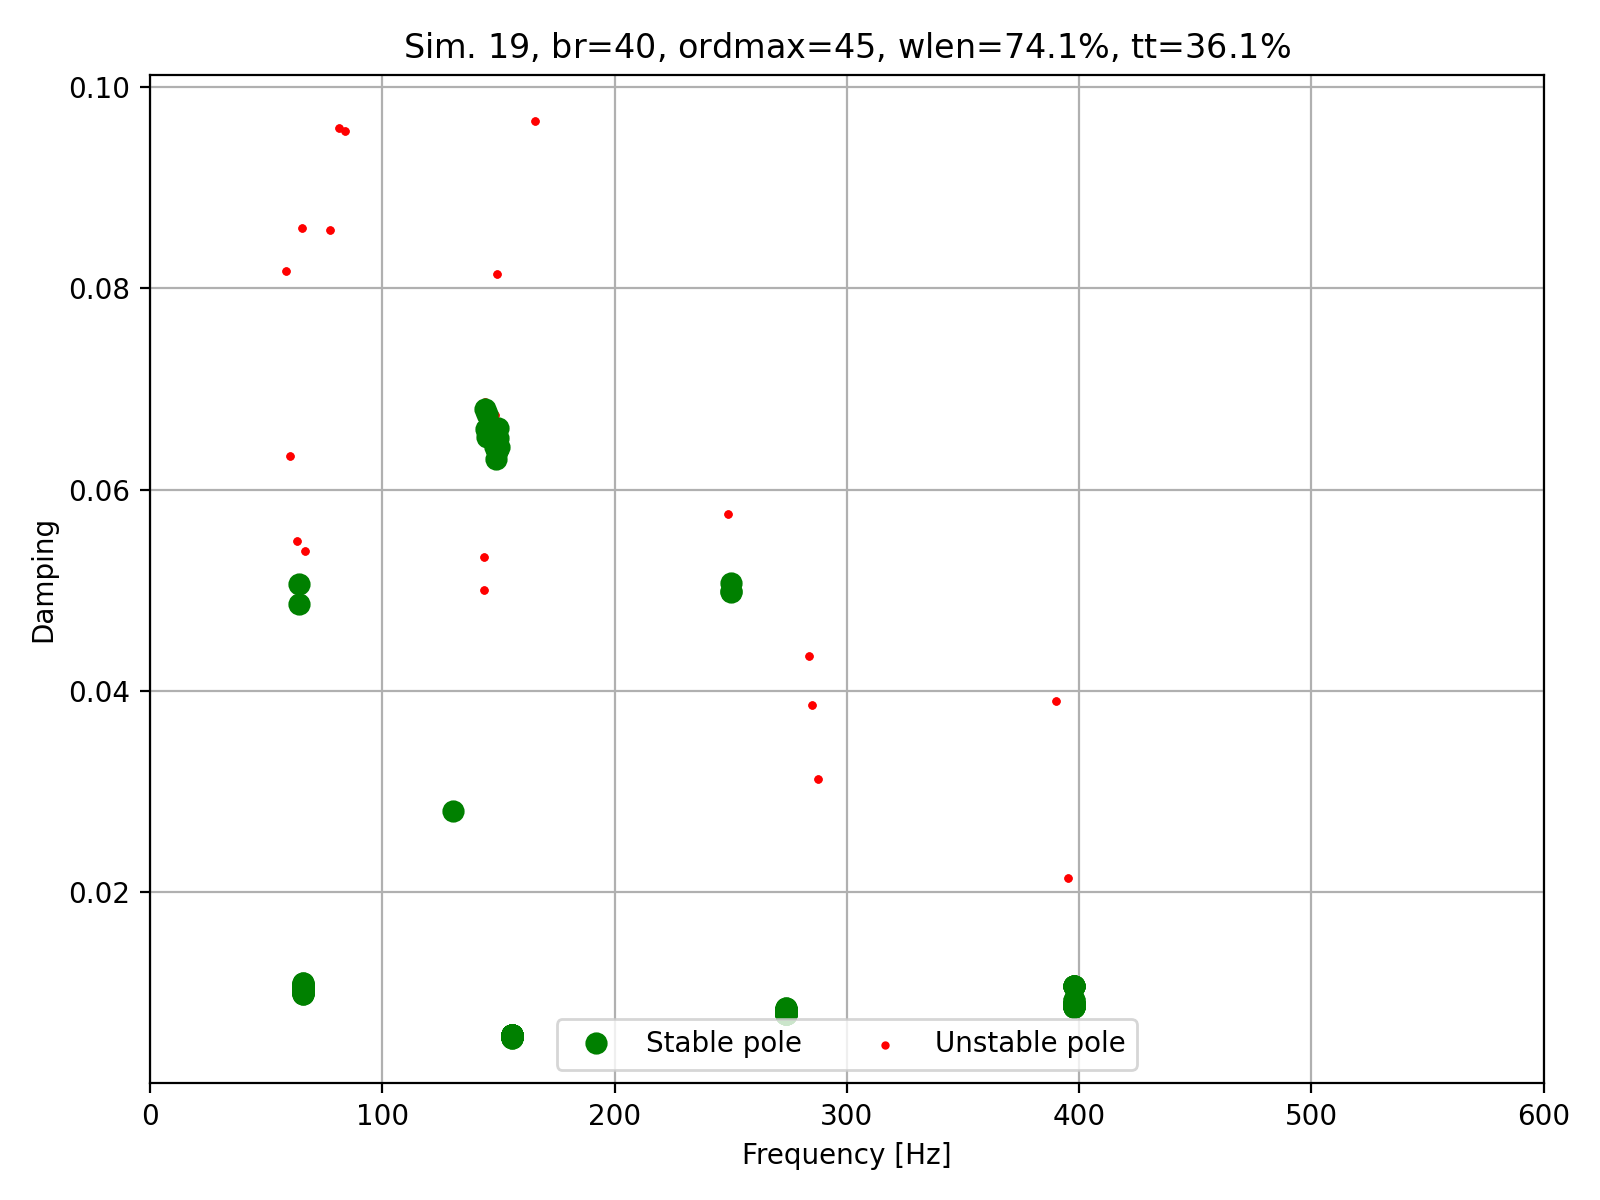 Sim. 19, br=40, ordmax=45, wlen=74.1%, tt=36.1%
0.10
0.08
0.06
0.04
0.02
Damping
Stable pole
Unstable pole
0
100
200
300
400
500
600
Frequency [Hz]